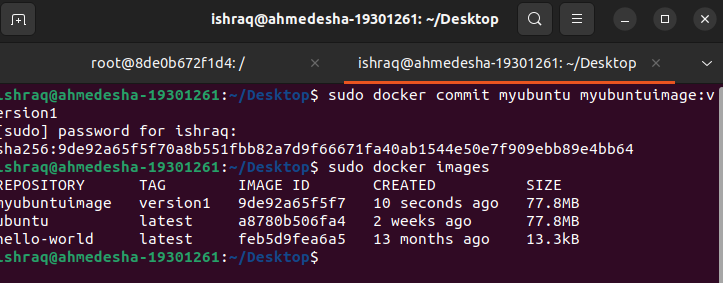 ishraq@ahmedesha-19301261: ~/Desktop
root@8de0b672f1d4: /
ishraq@ahmedesha-19301261: ~/Desktop
ishraq@ahmedesha-19301261:~/Desktop$ sudo docker commit myubuntu myubuntuimage:v
ersion1
[sudo] password for ishraq:
sha256:9de92a65f5f70a8b551fbb82a7d9f66671fa40ab1544e50e7f909ebb89e4bb64
ishraq@ahmedesha-19301261:~/Desktop$ sudo docker images
REPOSITORY TAG IMAGE ID CREATED SIZE
myubuntuimage version1 9de92a65f5f7 10 seconds ago 77.8MB
ubuntu latest a8780b506fa4 2 weeks ago 77.8MB
hello-world latest feb5d9fea6a5 13 months ago 13.3kB
ishraq@ahmedesha-19301261:~/Desktop$